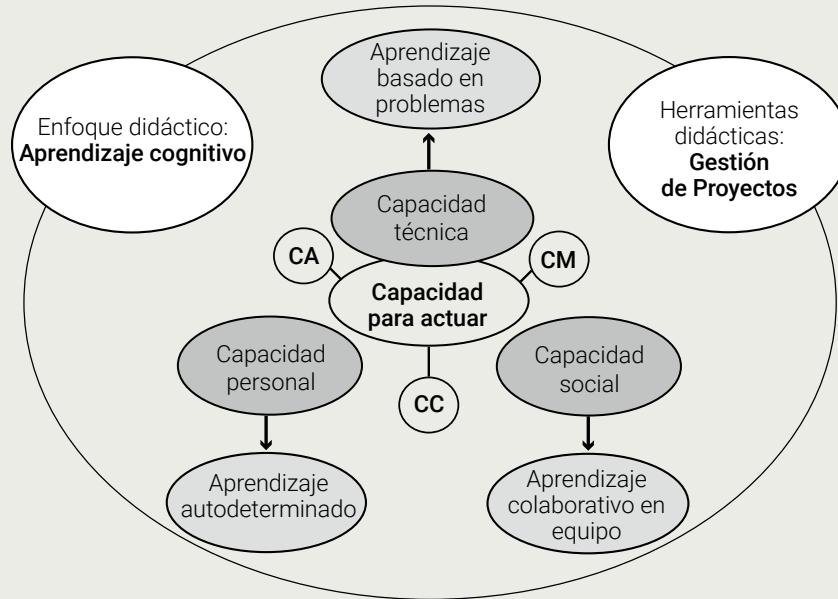 Aprendizaje
basado en
problemas
Enfoque didáctico:
Aprendizaje cognitivo
Herramientas
didácticas:
Gestión
de Proyectos
Capacidad
técnica
CA
CM
Capacidad
para actuar
Capacidad
personal
Capacidad
social
CC
Aprendizaje
autodeterminado
Aprendizaje
colaborativo en
equipo